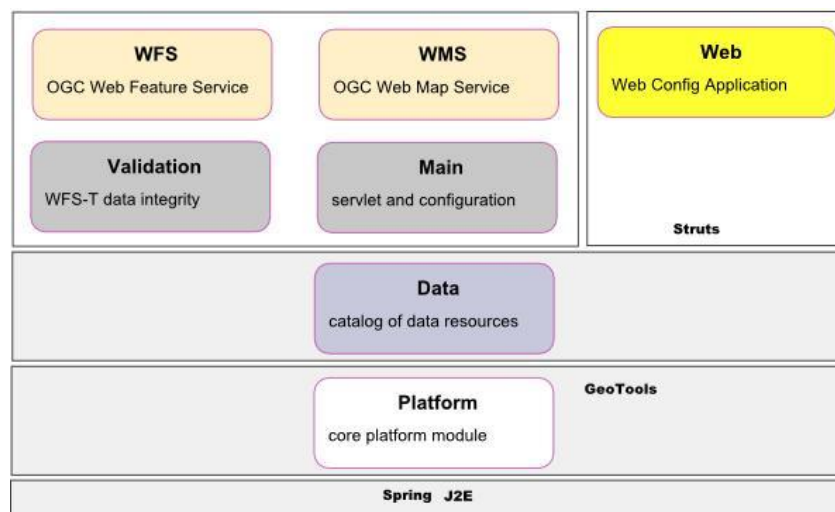 WFS
OGC Web Feature Service
WMS
OGC Web Map Service
Web
Web Config Application
Validation
WFS-T data integrity
Main
servlet and configuration
Struts
Data
catalog of data resources
Platform
core platform module
GeoTools
Spring J2E